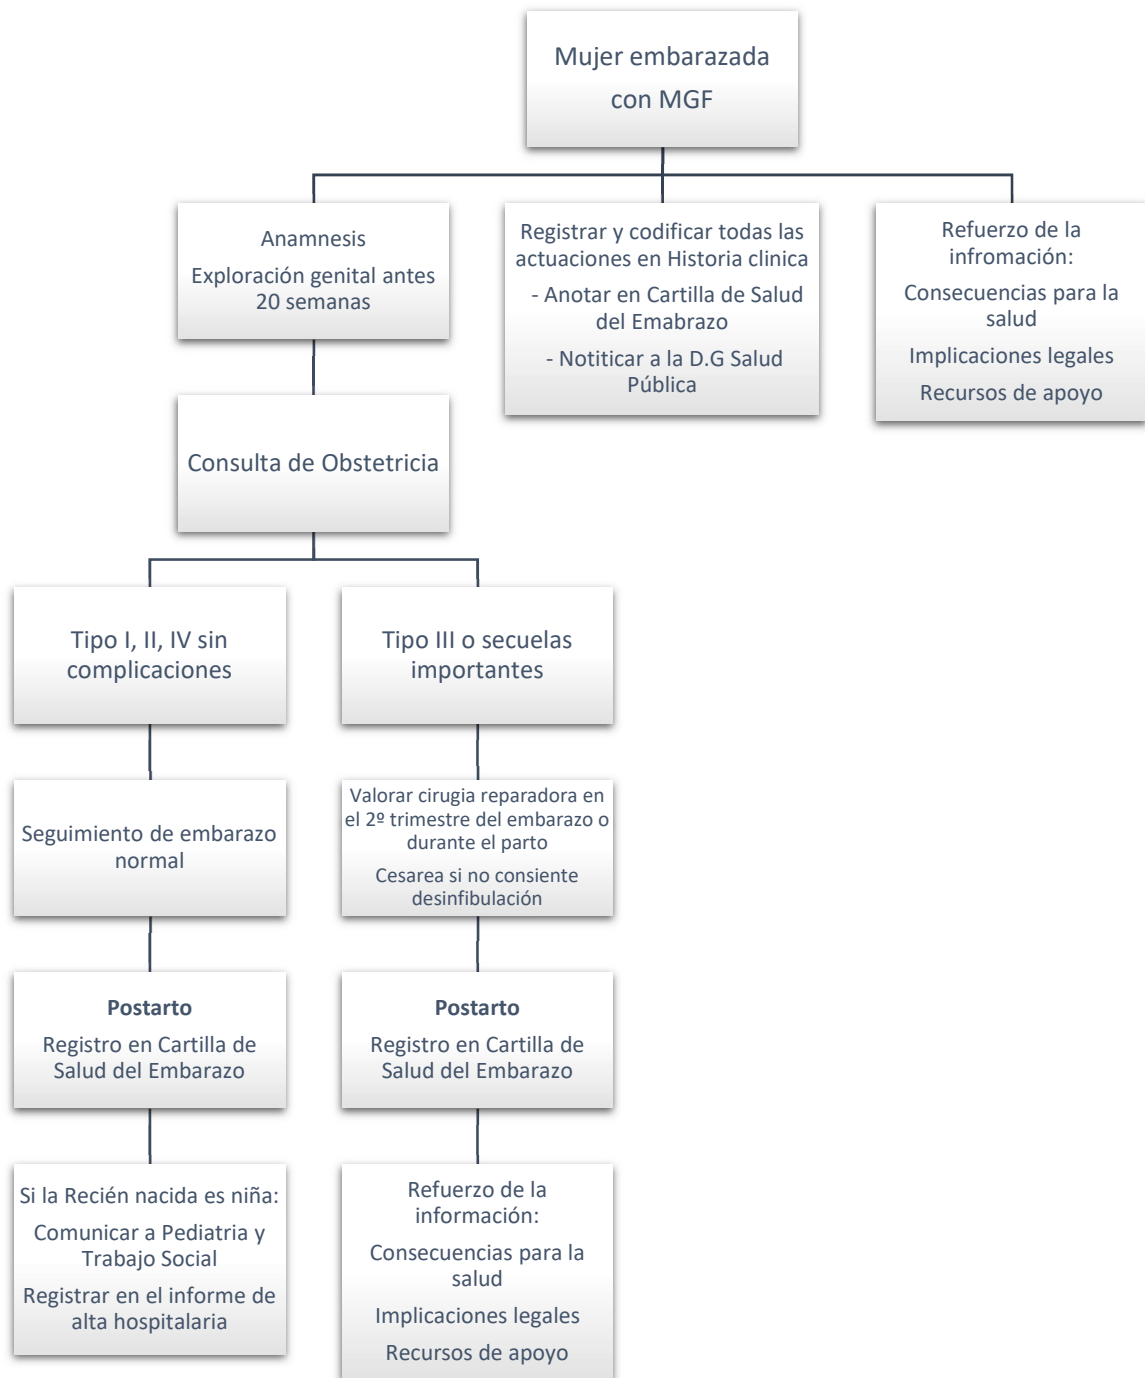 Mujer embarazada
con MGF
Anamnesis
Exploración genital antes
20 semanas
Registrar y codificar todas las
actuaciones en Historia clinica
- Anotar en Cartilla de Salud
del Emabrazo
- Notiticar a la D.G Salud
Pública
Refuerzo de la
infromación:
Consecuencias para la
salud
Implicaciones legales
Recursos de apoyo
Consulta de Obstetricia
Tipo I, II, IV sin
complicaciones
Tipo III o secuelas
importantes
Seguimiento de embarazo
normal
Valorar cirugia reparadora en
el 2º trimestre del embarazo o
durante el parto
Cesarea si no consiente
desinfibulación
Postarto
Registro en Cartilla de
Salud del Embarazo
Postarto
Registro en Cartilla de
Salud del Embarazo
Si la Recién nacida es niña:
Comunicar a Pediatria y
Trabajo Social
Registrar en el informe de
alta hospitalaria
Refuerzo de la
información:
Consecuencias para la
salud
Implicaciones legales
Recursos de apoyo